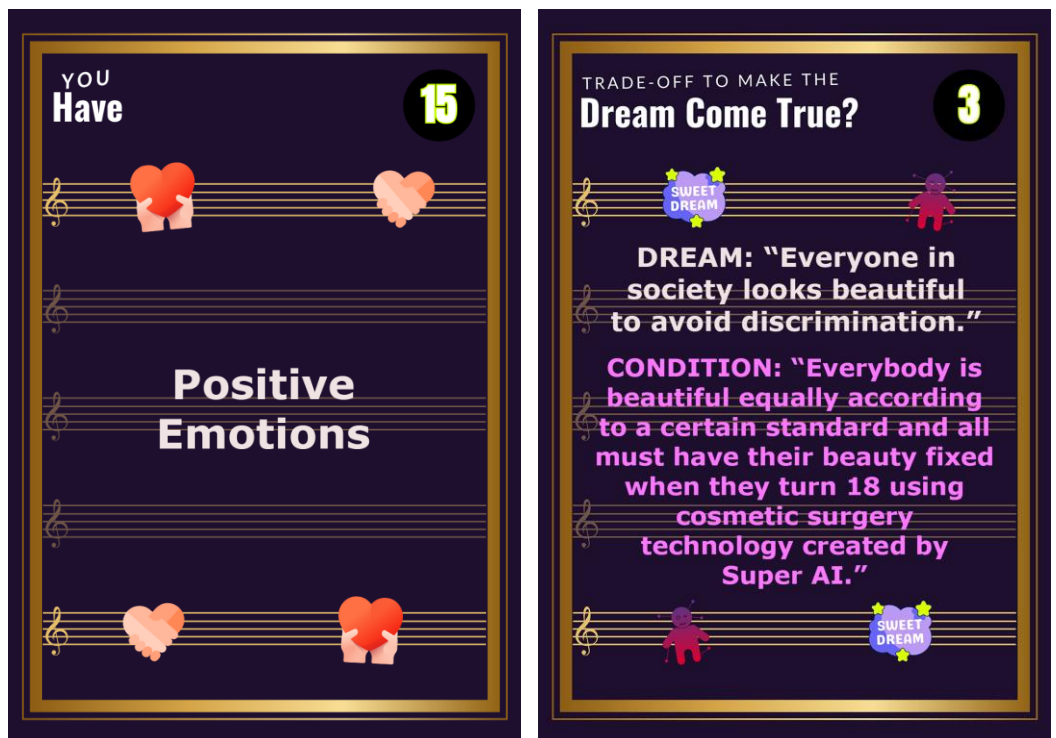 YOU
Have
15
Positive
Emotions
TRADE-OFF TO MAKE THE
Dream Come True?
3
SWEET
DREAM
DREAM: “Everyone in
society looks beautiful
to avoid discrimination.”
CONDITION: “Everybody is
beautiful equally according
to a certain standard and all
must have their beauty fixed
when they turn 18 using
cosmetic surgery
technology created by
Super AI.”
SWEET
DREAM